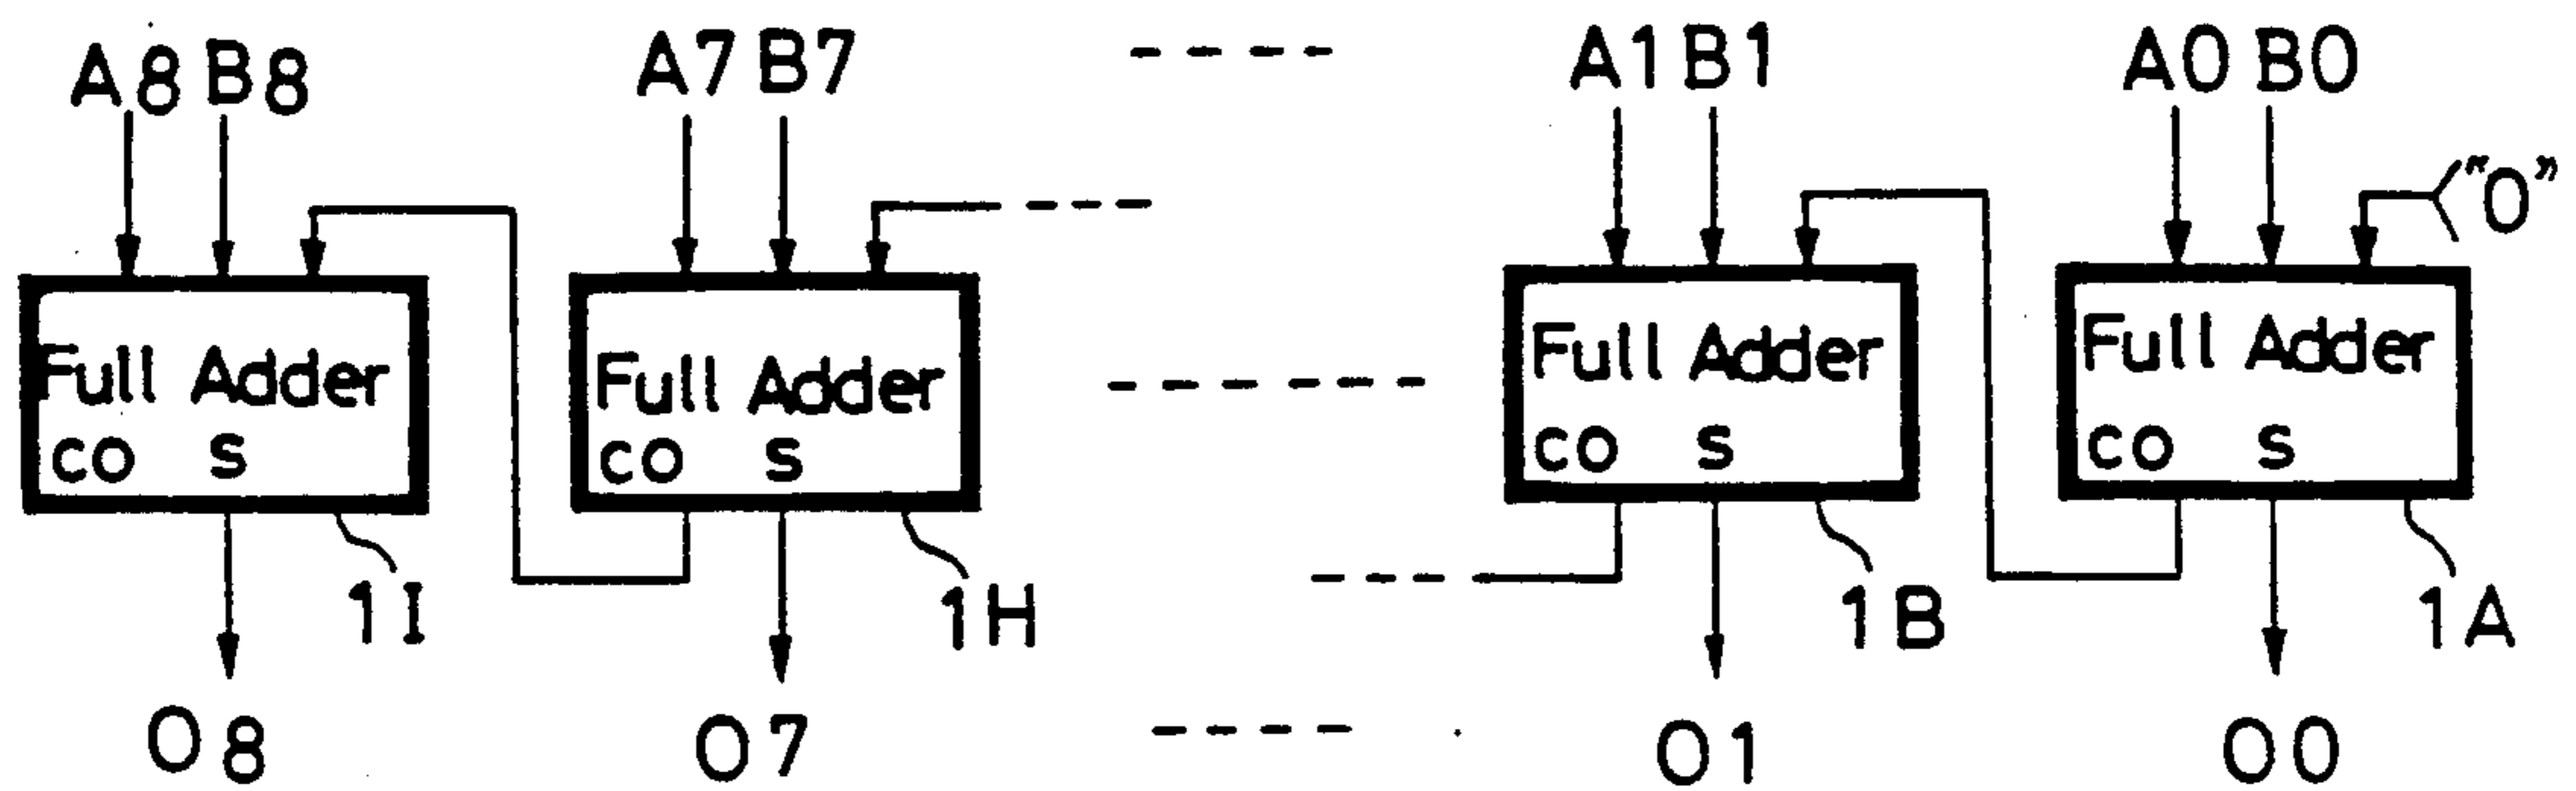 A8 B8 A7 B7 A1 B1 A0 B0
"0"
Full Adder Full Adder Full Adder Full Adder
co s co s co s co s
1I 1H 1B 1A
O8 O7 O1 O0